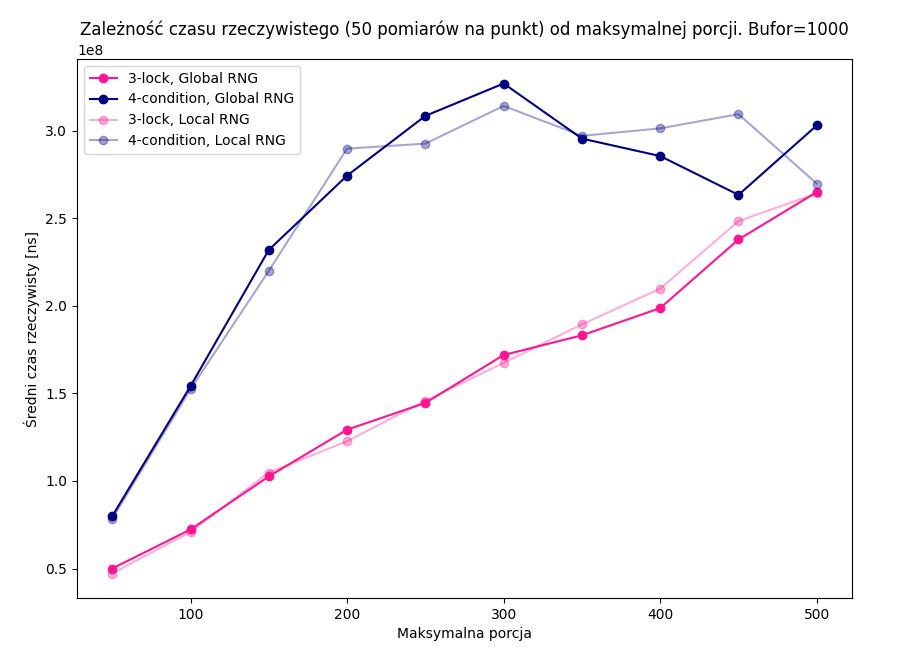 Zależność czasu rzeczywistego (50 pomiarów na punkt) od maksymalnej porcji. Bufor=1000
1e8
3-lock, Global RNG
4-condition, Global RNG
3-lock, Local RNG
4-condition, Local RNG
3.0
2.5
2.0
1.5
1.0
0.5
Średni czas rzeczywisty [ns]
100 200 300 400 500
Maksymalna porcja